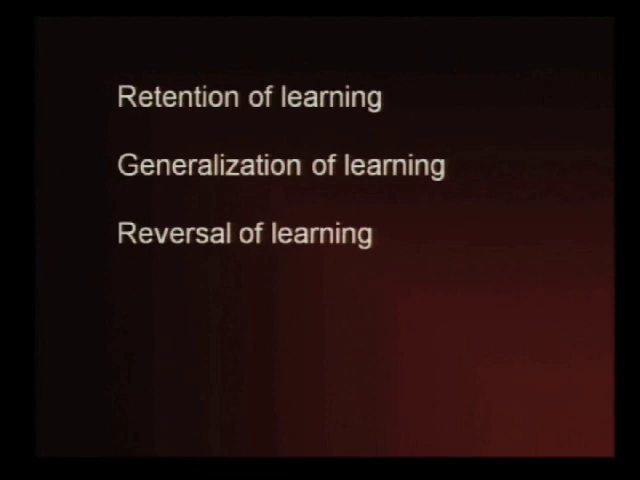 Retention of learning
Generalization of learning
Reversal of learning